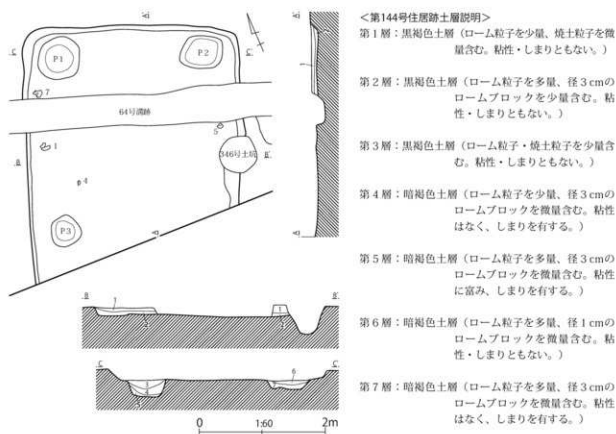 P1
P2
7
64号溝跡
5
1
346号土坑
4
P3
A
A'
B
B'
C
C'
B
B'
1
2
1
2
C
C'
6
0 1:60 2m
<第144号住居跡土層説明>
第1層：黒褐色土層（ローム粒子を少量、焼土粒子を微
量含む。粘性・しまりともない。）
第2層：黒褐色土層（ローム粒子を多量、径3cmの
ロームブロックを少量含む。粘
性・しまりともない。）
第3層：黒褐色土層（ローム粒子・焼土粒子を少量含
む。粘性・しまりともない。）
第4層：暗褐色土層（ローム粒子を少量、径3cmの
ロームブロックを微量含む。粘性
はなく、しまりを有する。）
第5層：暗褐色土層（ローム粒子を多量、径3cmの
ロームブロックを微量含む。粘性
に富み、しまりを有する。）
第6層：暗褐色土層（ローム粒子を多量、径1cmの
ロームブロックを微量含む。粘
性・しまりともない。）
第7層：暗褐色土層（ローム粒子を多量、径3cmの
ロームブロックを微量含む。粘性
はなく、しまりを有する。）